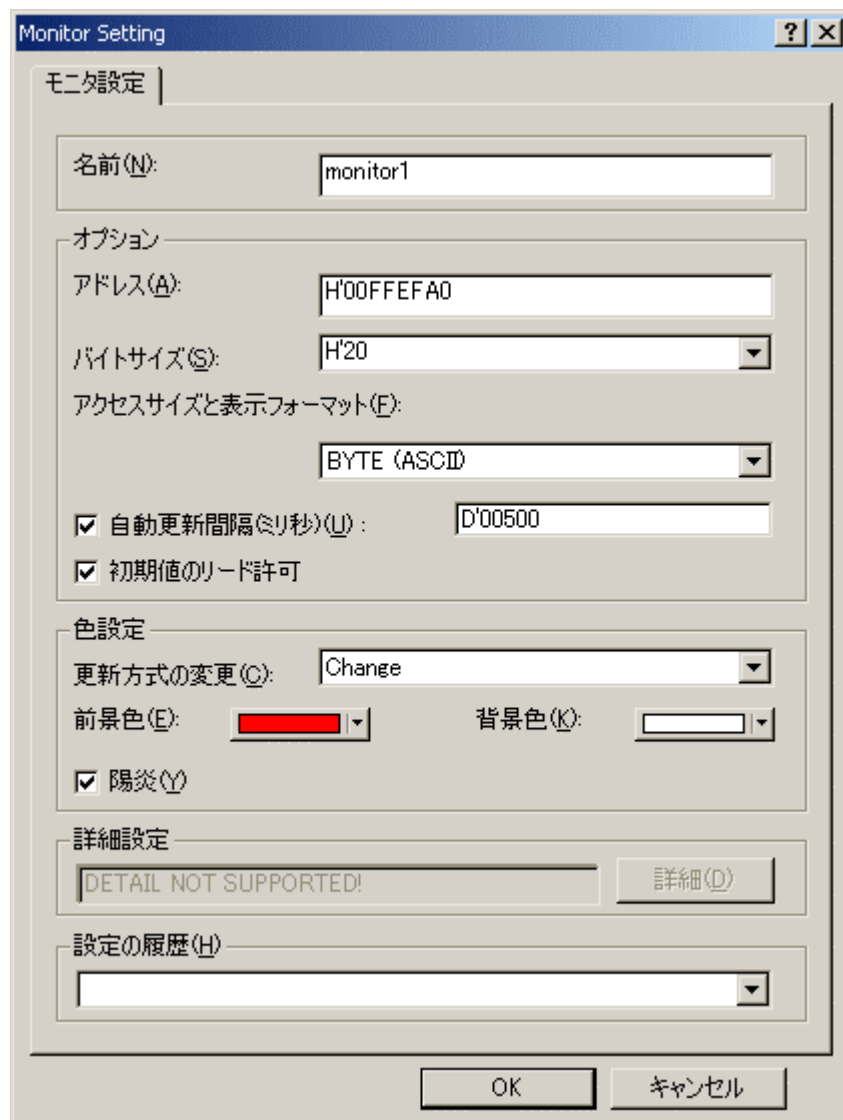 Monitor Setting
モニタ設定
名前(N): monitor1
オプション
アドレス(A): H'00FFEFA0
バイトサイズ(S): H'20
アクセスサイズと表示フォーマット(F):
BYTE (ASCII)
自動更新間隔(ミリ秒)(U) : D'00500
初期値のリード許可
色設定
更新方式の変更(C): Change
前景色(E): 背景色(K):
陽炎(Y)
詳細設定
DETAIL NOT SUPPORTED! 詳細(D)
設定の履歴(H)
OK キャンセル